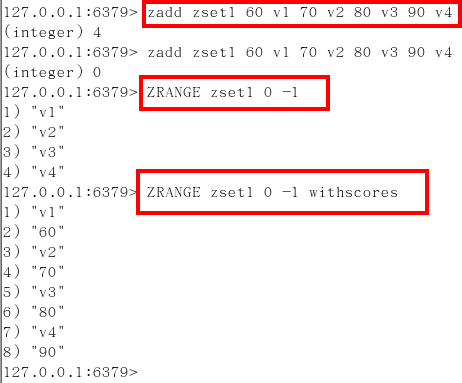 127.0.0.1:6379> zadd zset1 60 v1 70 v2 80 v3 90 v4
(integer) 4
127.0.0.1:6379> zadd zset1 60 v1 70 v2 80 v3 90 v4
(integer) 0
127.0.0.1:6379> ZRANGE zset1 0 -1
1) "v1"
2) "v2"
3) "v3"
4) "v4"
127.0.0.1:6379> ZRANGE zset1 0 -1 withscores
1) "v1"
2) "60"
3) "v2"
4) "70"
5) "v3"
6) "80"
7) "v4"
8) "90"
127.0.0.1:6379>